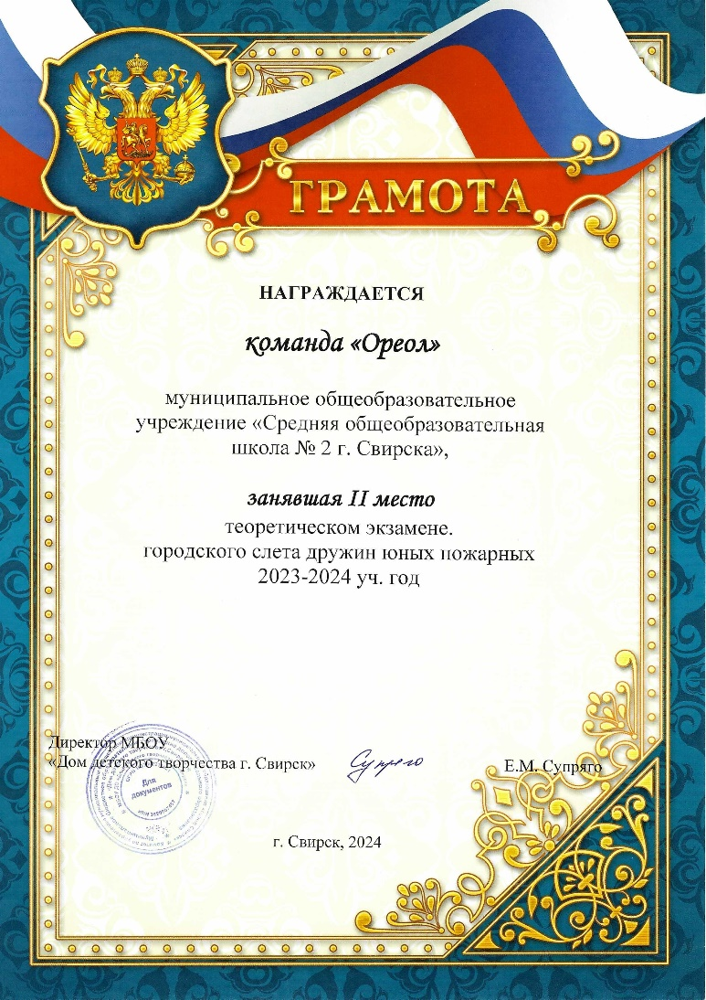 ГРАМОТА
НАГРАЖДАЕТСЯ
команда «Ореол»
муниципальное общеобразовательное
учреждение «Средняя общеобразовательная
школа № 2 г. Свирска»,
занявшая II место
теоретическом экзамене.
городского слета дружин юных пожарных
2023-2024 уч. год
Директор МБОУ
«Дом детского творчества г. Свирск»
Супряго
Е.М. Супряго
Для
документов
г. Свирск, 2024